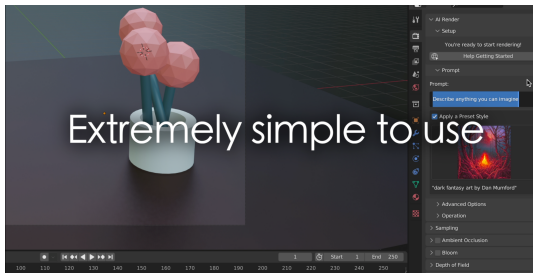 AI Render
Setup
You're ready to start rendering!
Help Getting Started
Prompt
Prompt:
Describe anything you can imagine
Apply a Preset Style
Extremely simple to use
"dark fantasy art by Dan Mumford"
Advanced Options
Operation
Sampling
Ambient Occlusion
Bloom
Depth of Field
1 Start 1 End 250
100 110 120 130 140 150 160 170 180 190 200 210 220 230 240 250